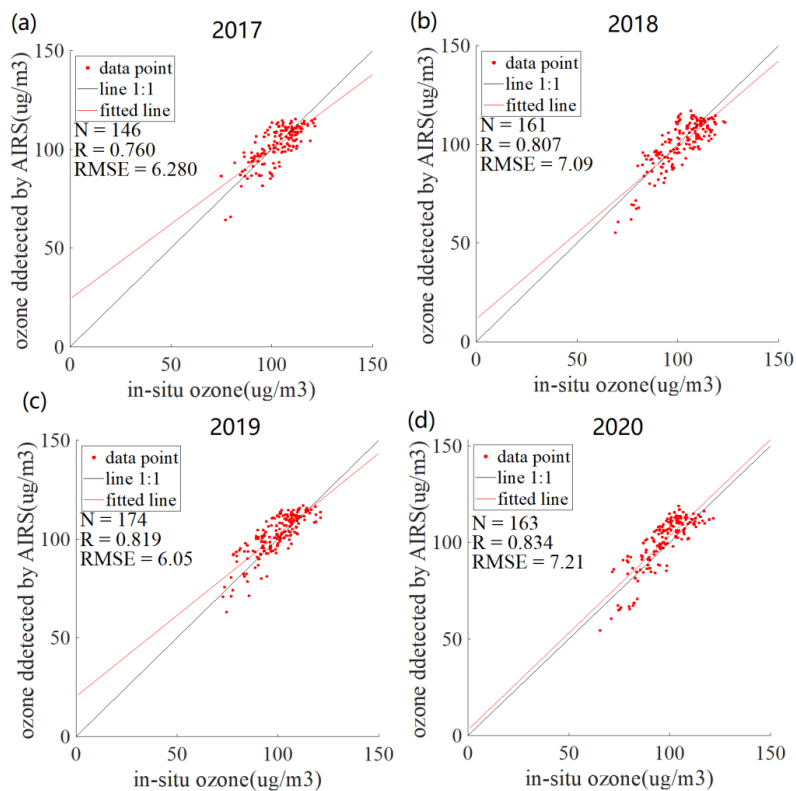 (a)
2017
ozone ddetected by AIRS(ug/m3)
150
100
50
0
data point
line 1:1
fitted line
N = 146
R = 0.760
RMSE = 6.280
0 50 100 150
in-situ ozone(ug/m3)
(b)
2018
ozone ddetected by AIRS(ug/m3)
150
100
50
0
data point
line 1:1
fitted line
N = 161
R = 0.807
RMSE = 7.09
0 50 100 150
in-situ ozone(ug/m3)
(c)
2019
ozone ddetected by AIRS(ug/m3)
150
100
50
0
data point
line 1:1
fitted line
N = 174
R = 0.819
RMSE = 6.05
0 50 100 150
in-situ ozone(ug/m3)
(d)
2020
ozone ddetected by AIRS(ug/m3)
150
100
50
0
data point
line 1:1
fitted line
N = 163
R = 0.834
RMSE = 7.21
0 50 100 150
in-situ ozone(ug/m3)